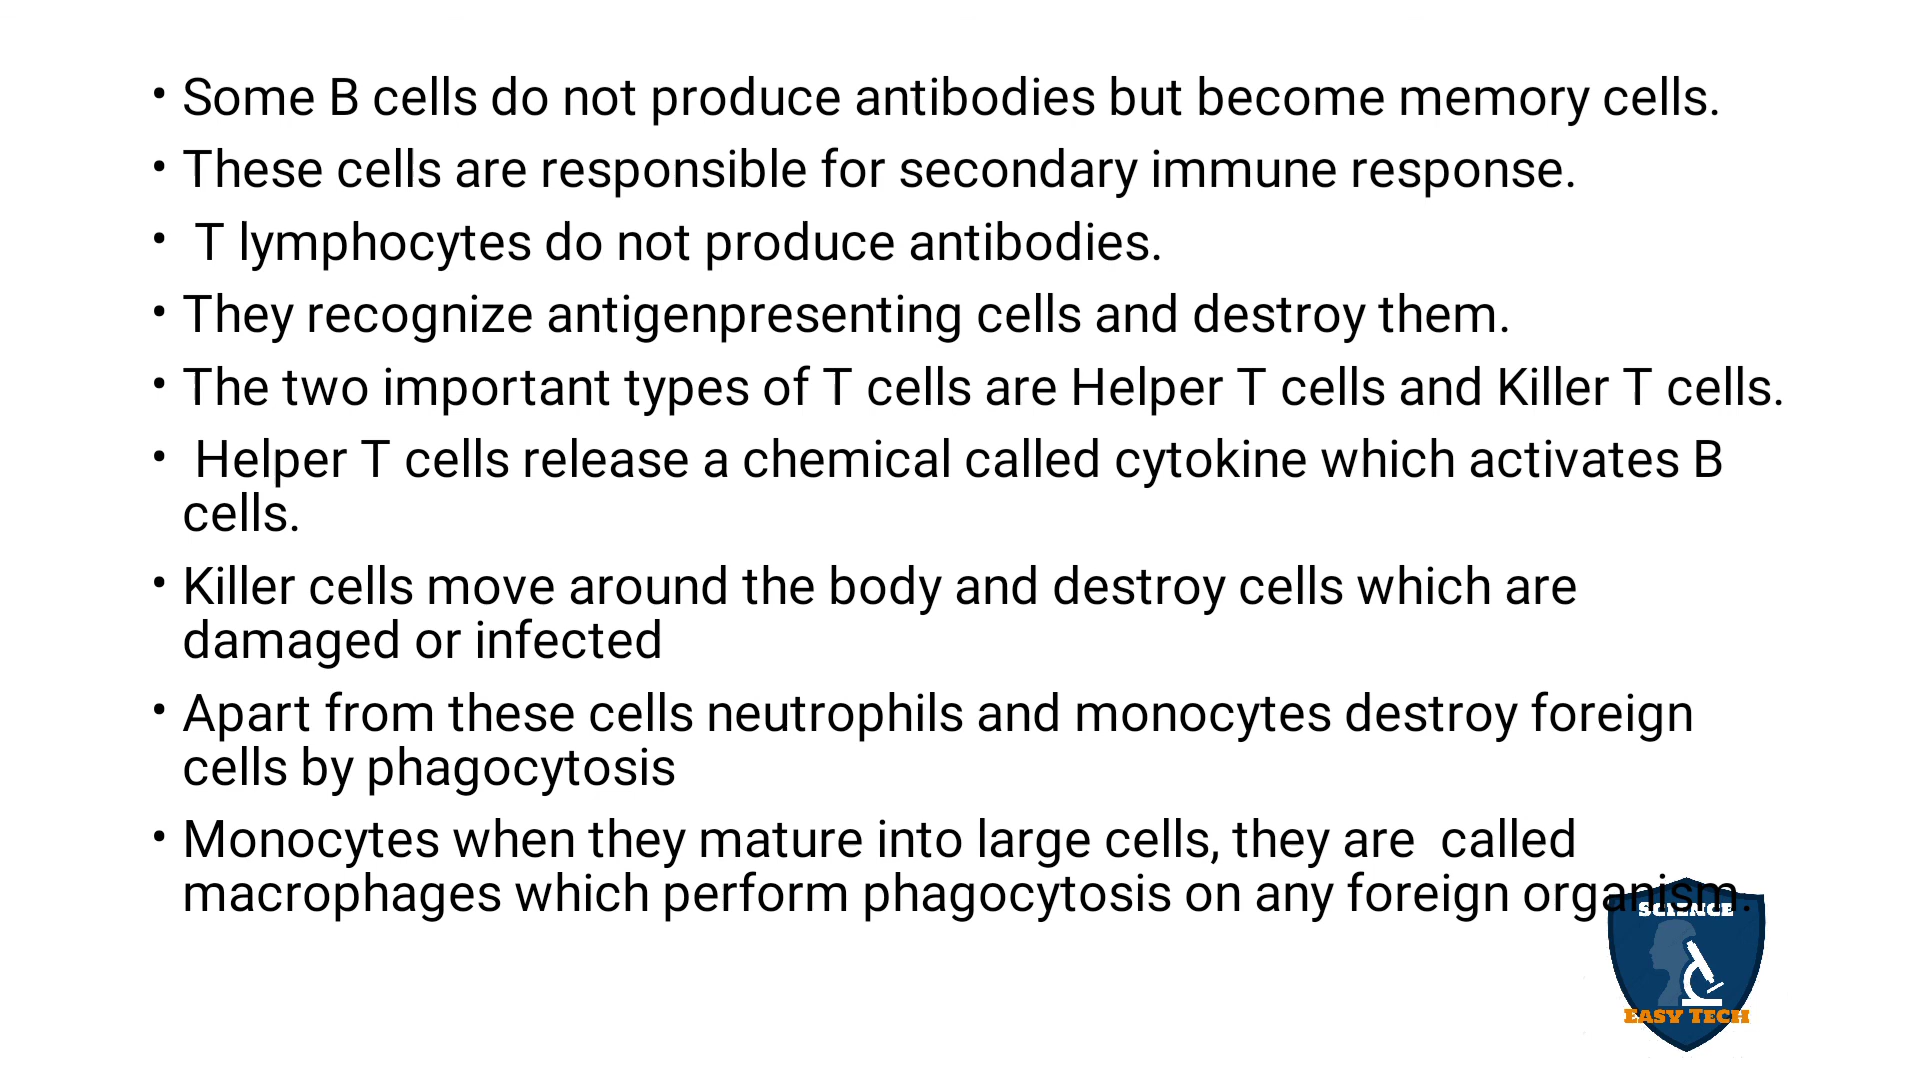 • Some B cells do not produce antibodies but become memory cells.
• These cells are responsible for secondary immune response.
• T lymphocytes do not produce antibodies.
• They recognize antigenpresenting cells and destroy them.
• The two important types of T cells are Helper T cells and Killer T cells.
• Helper T cells release a chemical called cytokine which activates B
cells.
• Killer cells move around the body and destroy cells which are
damaged or infected
• Apart from these cells neutrophils and monocytes destroy foreign
cells by phagocytosis
• Monocytes when they mature into large cells, they are called
macrophages which perform phagocytosis on any foreign organism.
SCIENCE
EASY TECH